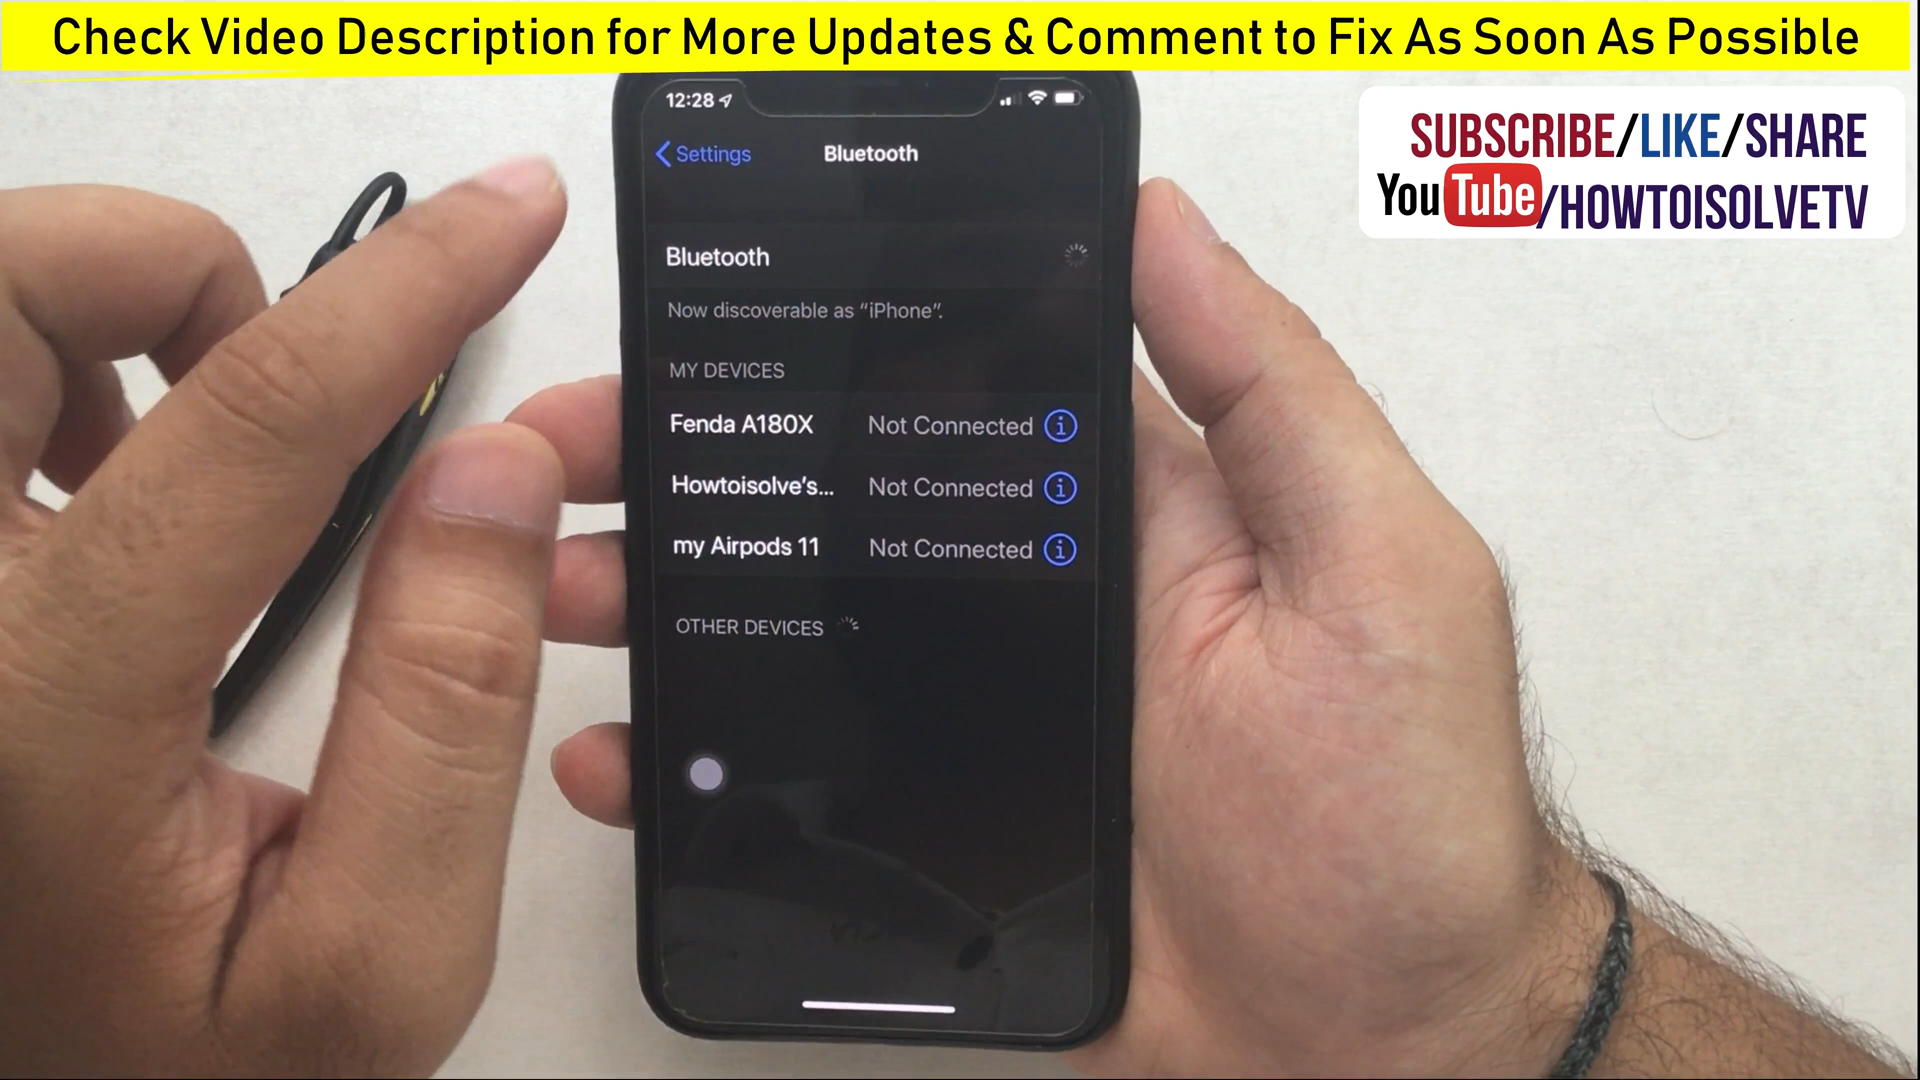 Check Video Description for More Updates & Comment to Fix As Soon As Possible
SUBSCRIBE/LIKE/SHARE
YouTube/HOWTOISOLVETV
12:28
Settings
Bluetooth
Bluetooth
Now discoverable as “iPhone”.
MY DEVICES
Fenda A180X Not Connected
Howtoisolve’s... Not Connected
my Airpods 11 Not Connected
OTHER DEVICES